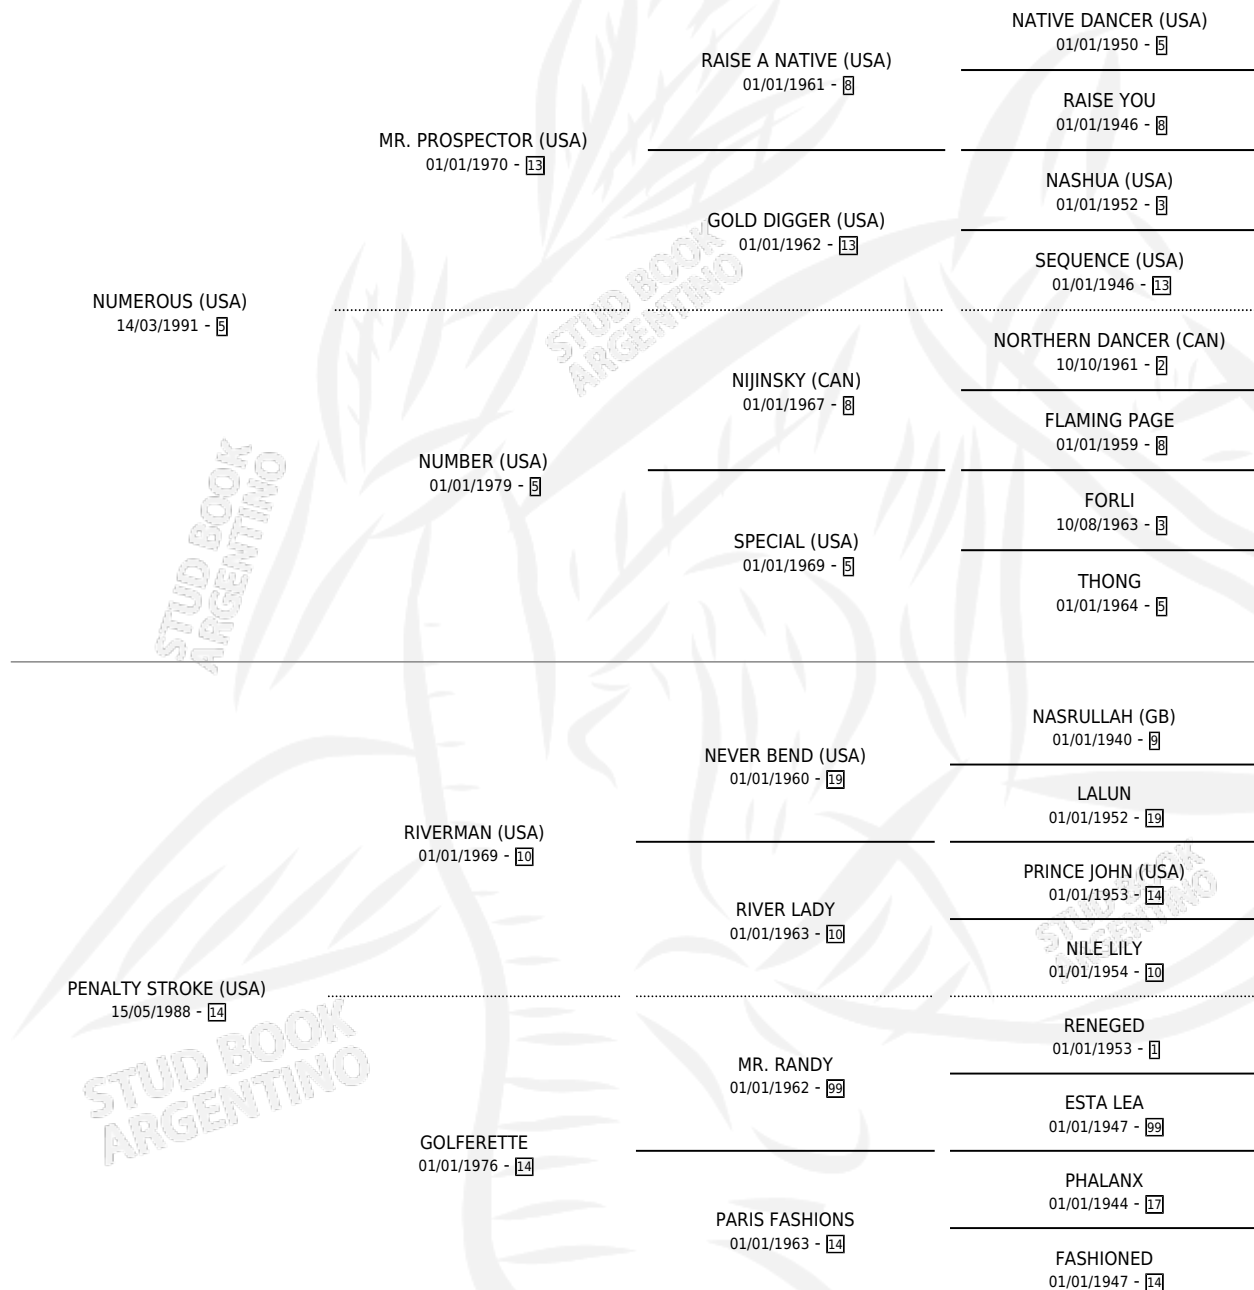 NATIVE DANCER (USA)
01/01/1950 - 5
RAISE A NATIVE (USA)
01/01/1961 - 8
RAISE YOU
01/01/1946 - 8
MR. PROSPECTOR (USA)
01/01/1970 - 13
NASHUA (USA)
01/01/1952 - 3
GOLD DIGGER (USA)
01/01/1962 - 13
SEQUENCE (USA)
01/01/1946 - 13
NUMEROUS (USA)
14/03/1991 - 5
NORTHERN DANCER (CAN)
10/10/1961 - 2
NIJINSKY (CAN)
01/01/1967 - 8
FLAMING PAGE
01/01/1959 - 8
NUMBER (USA)
01/01/1979 - 5
FORLI
10/08/1963 - 3
SPECIAL (USA)
01/01/1969 - 5
THONG
01/01/1964 - 5
NASRULLAH (GB)
01/01/1940 - 9
NEVER BEND (USA)
01/01/1960 - 19
LALUN
01/01/1952 - 19
RIVERMAN (USA)
01/01/1969 - 10
PRINCE JOHN (USA)
01/01/1953 - 14
RIVER LADY
01/01/1963 - 10
NILE LILY
01/01/1954 - 10
PENALTY STROKE (USA)
15/05/1988 - 14
RENEGED
01/01/1953 - 1
MR. RANDY
01/01/1962 - 99
ESTA LEA
01/01/1947 - 99
GOLFERETTE
01/01/1976 - 14
PHALANX
01/01/1944 - 17
PARIS FASHIONS
01/01/1963 - 14
FASHIONED
01/01/1947 - 14
STUD BOOK
ARGENTINO
STUD BOOK
ARGENTINO
STUD BOOK
ARGENTINO
STUD BOOK
ARGENTINO